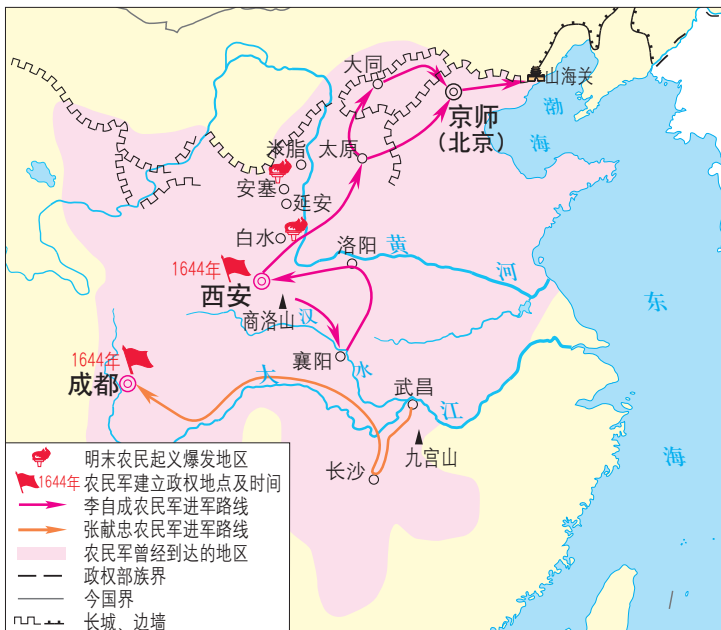 大同
山海关
京师
（北京）
渤
海
米脂
太原
安塞
延安
白水
洛阳
黄
河
1644年
西安
商洛山
汉
水
襄阳
东
海
1644年
成都
大
江
武昌
九宫山
长沙
明末农民起义爆发地区
1644年 农民军建立政权地点及时间
李自成农民军进军路线
张献忠农民军进军路线
农民军曾经到达的地区
政权部族界
今国界
长城、边墙